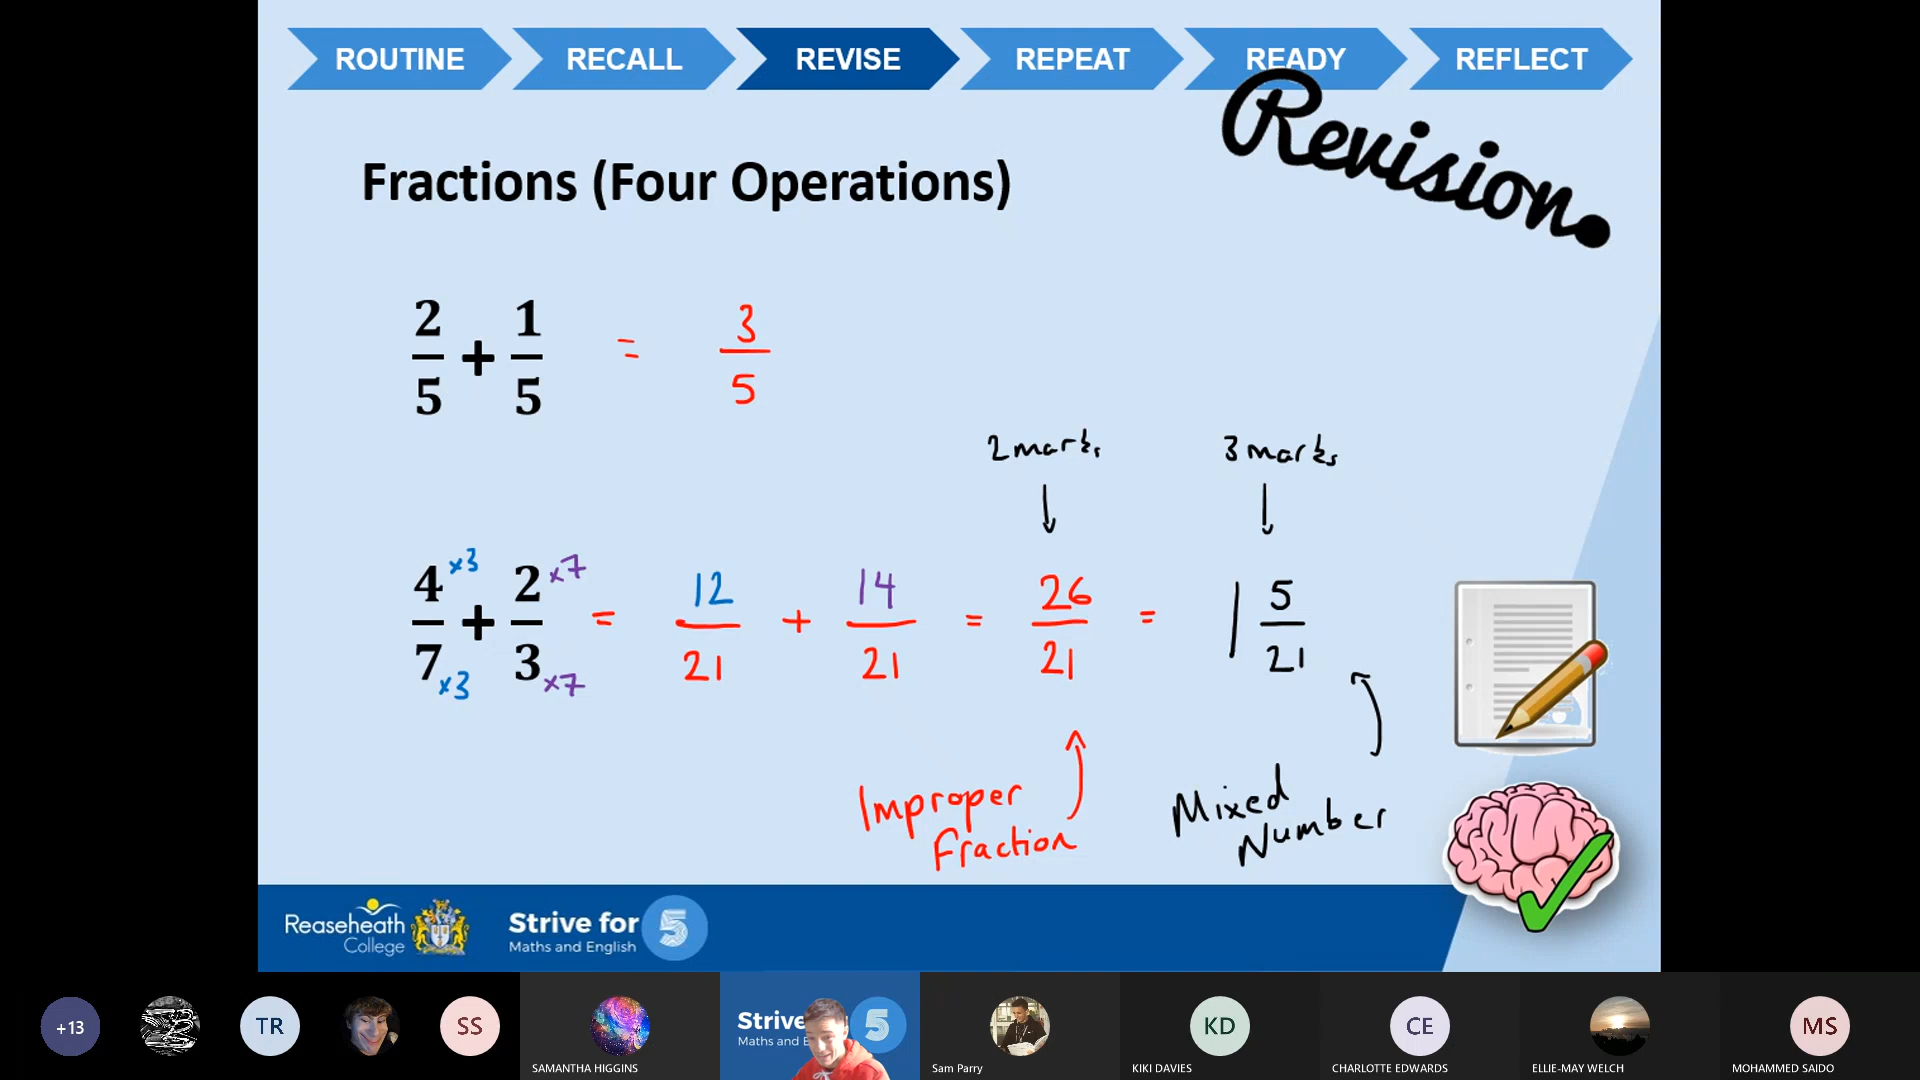 ROUTINE RECALL REVISE REPEAT READY REFLECT
Revision.
Fractions (Four Operations)
2/5 + 1/5 = 3/5
2 marks 3 marks
↓ ↓
4×3/7×3 + 2×7/3×7 = 12/21 + 14/21 = 26/21 = 1 5/21
Improper
Fraction
Mixed
Number
Reaseheath
College
Strive for 5
Maths and English
+13 TR SS Strive 5 KD CE MS
Maths and E
SAMANTHA HIGGINS Sam Parry KIKI DAVIES CHARLOTTE EDWARDS ELLIE-MAY WELCH MOHAMMED SAIDO